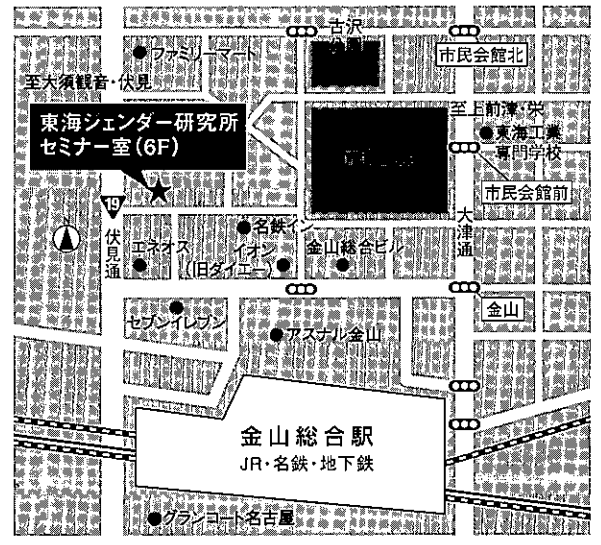 古沢
市民会館北
ファミリーマート
至大須観音・伏見
至上前津・栄
東海ジェンダー研究所
セミナー室(6F)
東海工業
専門学校
市民会館前
19
伏見通
大津通
N
名鉄イン
エネオス
イオン
(旧ダイエー)
金山総合ビル
金山
セブンイレブン
アスナル金山
金山総合駅
JR・名鉄・地下鉄
グランコート名古屋